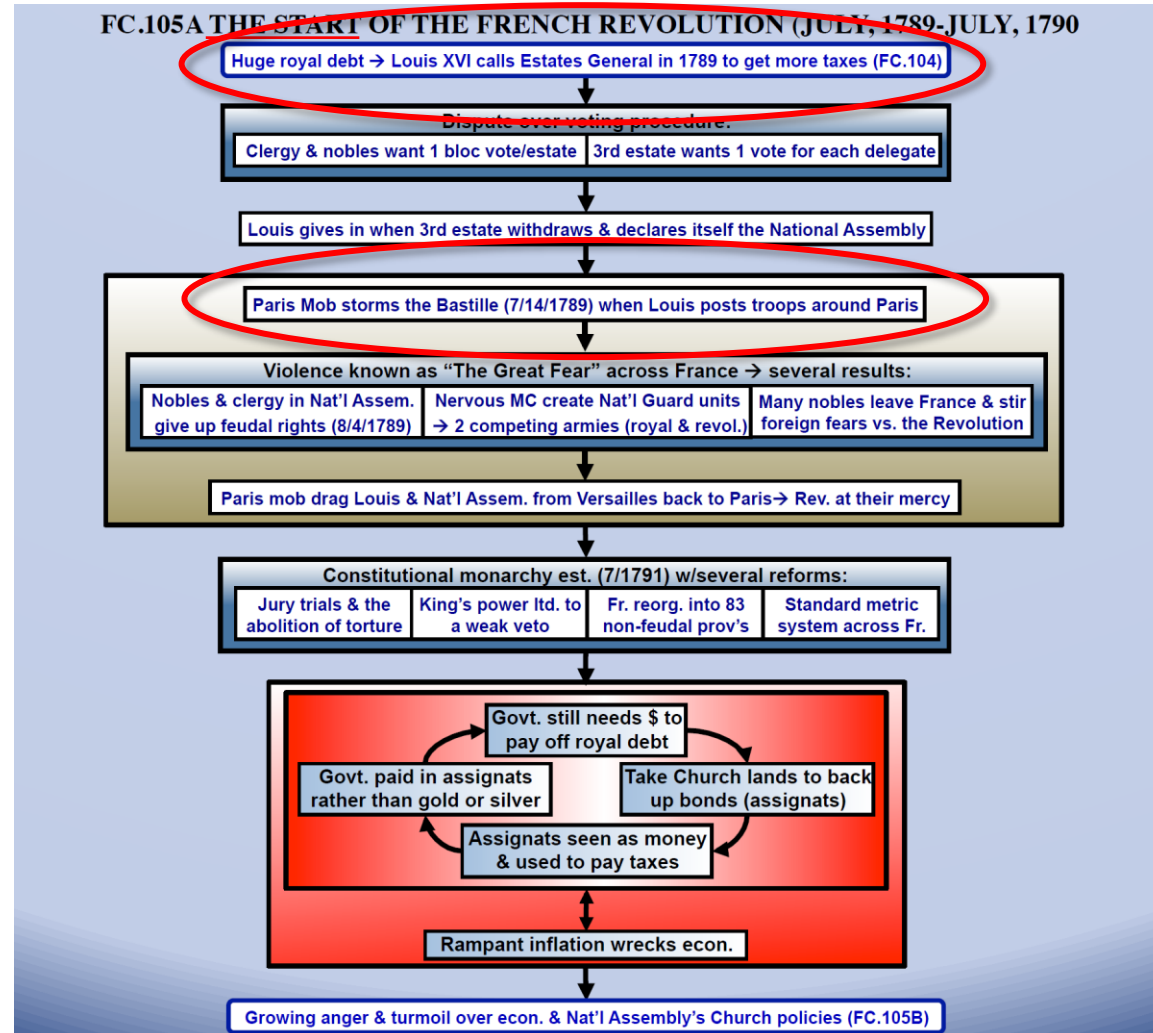 FC.105A THE START OF THE FRENCH REVOLUTION (JULY, 1789-JULY, 1790
Huge royal debt → Louis XVI calls Estates General in 1789 to get more taxes (FC.104)
Dispute over voting procedure:
Clergy & nobles want 1 bloc vote/estate
3rd estate wants 1 vote for each delegate
Louis gives in when 3rd estate withdraws & declares itself the National Assembly
Paris Mob storms the Bastille (7/14/1789) when Louis posts troops around Paris
Violence known as “The Great Fear” across France → several results:
Nobles & clergy in Nat’l Assem.
give up feudal rights (8/4/1789)
Nervous MC create Nat’l Guard units
→ 2 competing armies (royal & revol.)
Many nobles leave France & stir
foreign fears vs. the Revolution
Paris mob drag Louis & Nat’l Assem. from Versailles back to Paris→ Rev. at their mercy
Constitutional monarchy est. (7/1791) w/several reforms:
Jury trials & the
abolition of torture
King’s power ltd. to
a weak veto
Fr. reorg. into 83
non-feudal prov’s
Standard metric
system across Fr.
Govt. still needs $ to
pay off royal debt
Take Church lands to back
up bonds (assignats)
Assignats seen as money
& used to pay taxes
Govt. paid in assignats
rather than gold or silver
Rampant inflation wrecks econ.
Growing anger & turmoil over econ. & Nat’l Assembly’s Church policies (FC.105B)